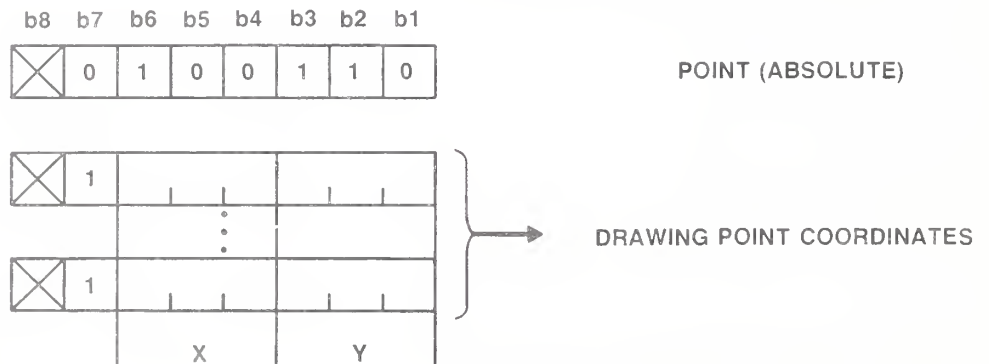 b8 b7 b6 b5 b4 b3 b2 b1
0 1 0 0 1 1 0 POINT (ABSOLUTE)
1
DRAWING POINT COORDINATES
1
X Y